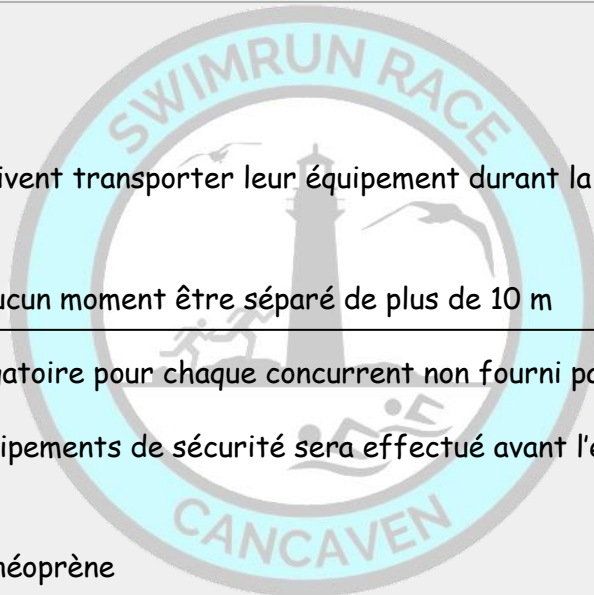 SWIMRUN RACE
ivent transporter leur équipement durant la
ucun moment être séparé de plus de 10 m
gatoire pour chaque concurrent non fourni pa
ipements de sécurité sera effectué avant l'é
CANCAVEN
néoprène